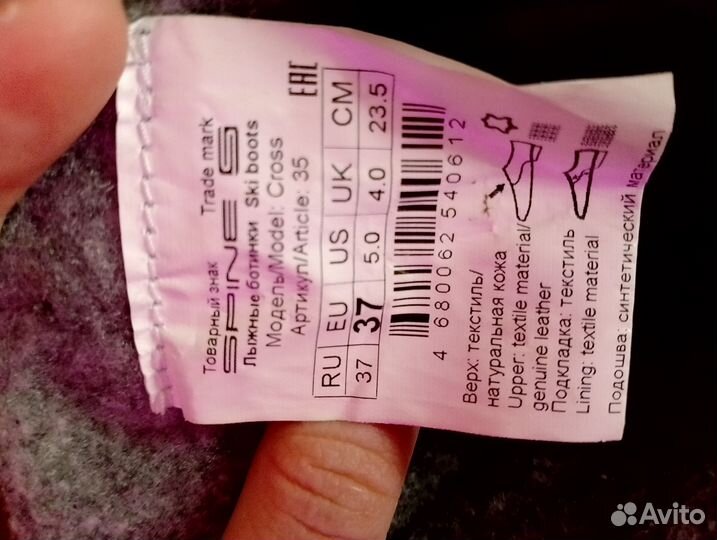 Товарный знак Trade mark
SPINE
Лыжные ботинки Ski boots
Модель/Model: Cross
Артикул/Article: 35
EAC
RU EU US UK CM
37 37 5.0 4.0 23.5
4 680062 540612
Верх: текстиль/
натуральная кожа
Upper: textile material/
genuine leather
Подкладка: текстиль
Lining: textile material
Подошва: синтетический материал
Avito